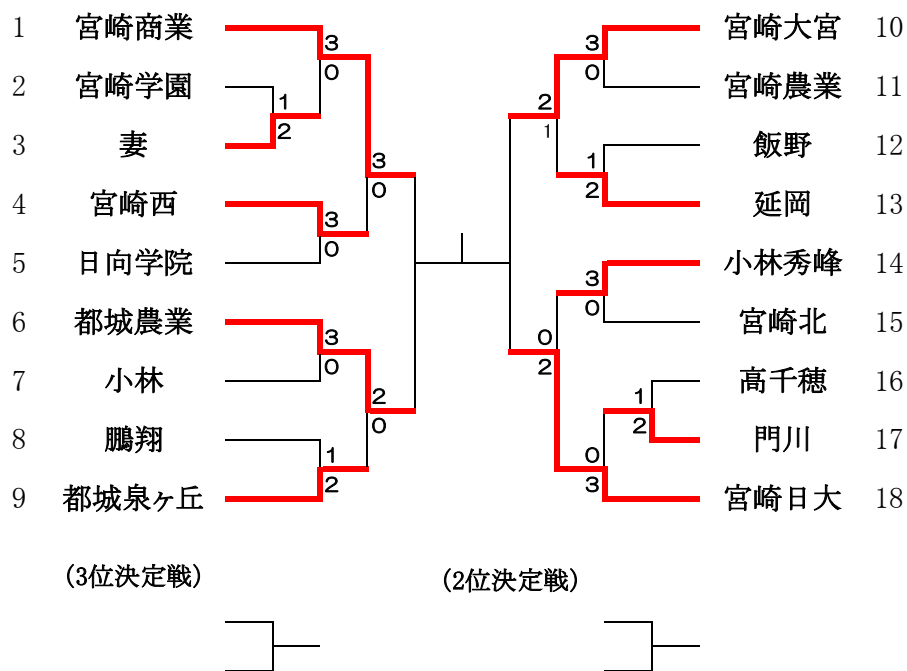 1 宮崎商業 3 3 宮崎大宮 10
0 0
2 宮崎学園 1 2 宮崎農業 11
3 妻 2 1 飯野 12
3 1
0 2
4 宮崎西 3 延岡 13
0
5 日向学院 3 小林秀峰 14
0
6 都城農業 3 0 宮崎北 15
0 2
7 小林 2 1 高千穂 16
0 2
8 鵬翔 1 0 門川 17
2 3
9 都城泉ヶ丘 宮崎日大 18
(3位決定戦) (2位決定戦)